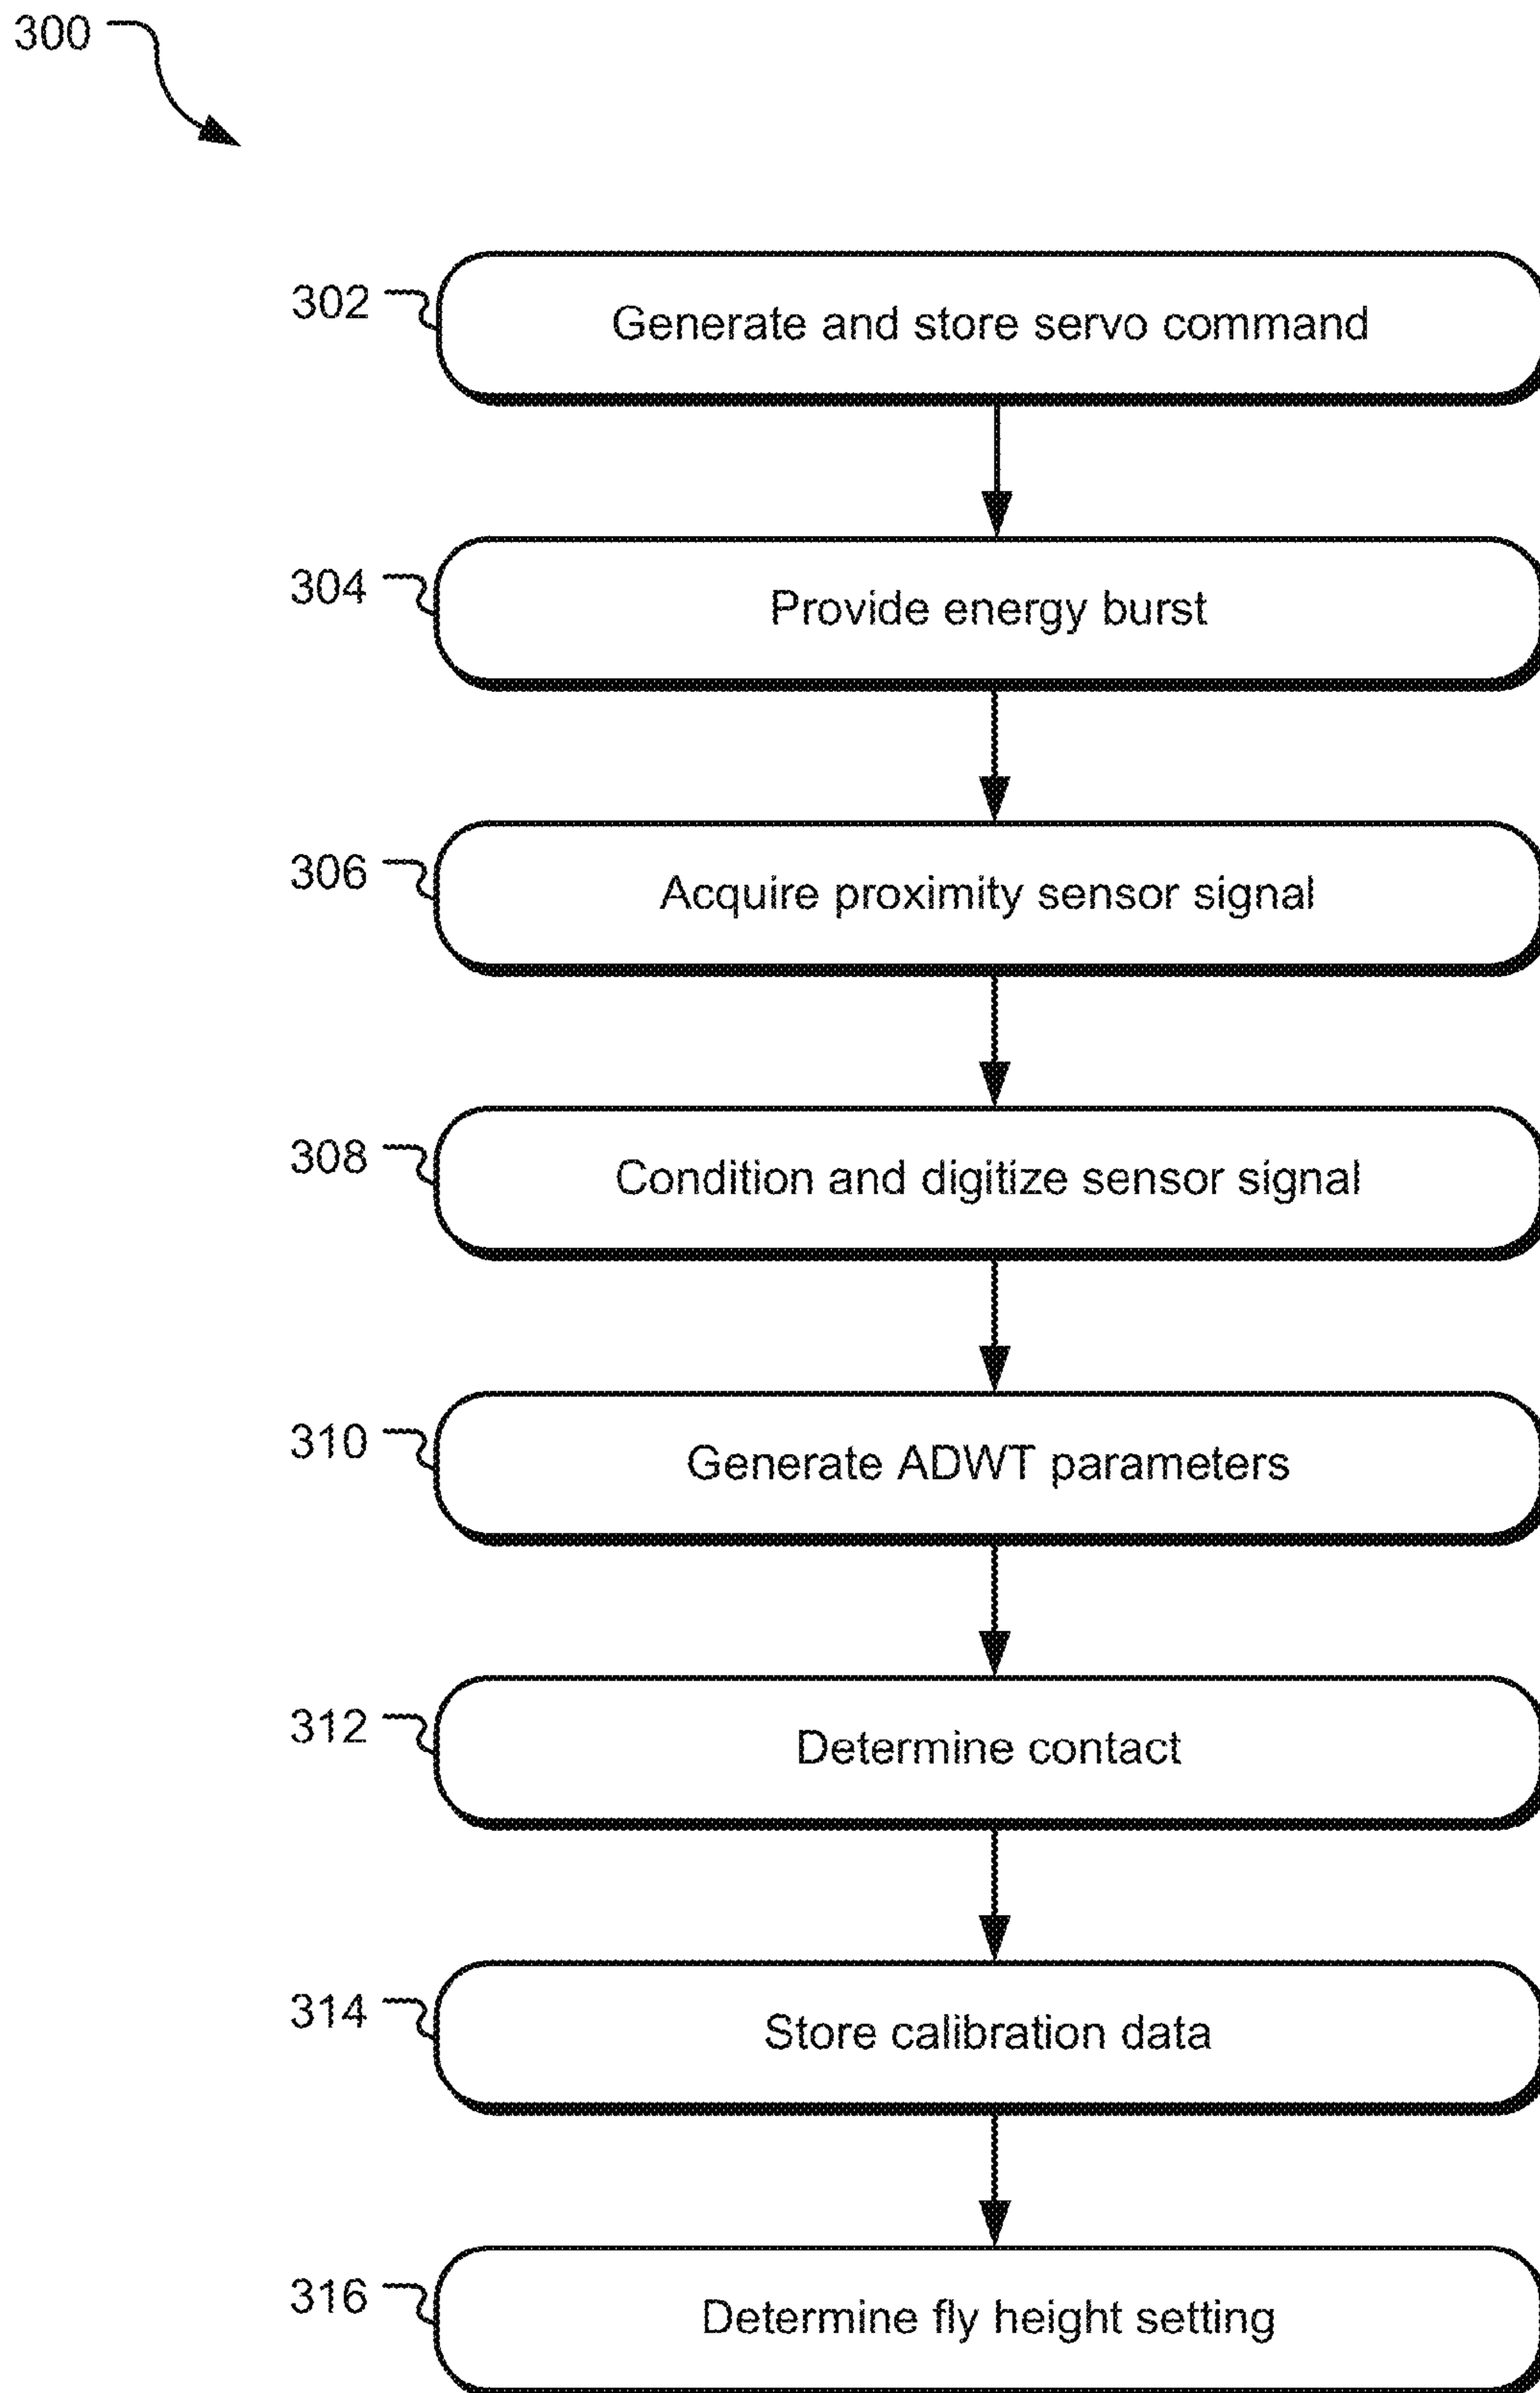 300
302 Generate and store servo command
304 Provide energy burst
306 Acquire proximity sensor signal
308 Condition and digitize sensor signal
310 Generate ADWT parameters
312 Determine contact
314 Store calibration data
316 Determine fly height setting